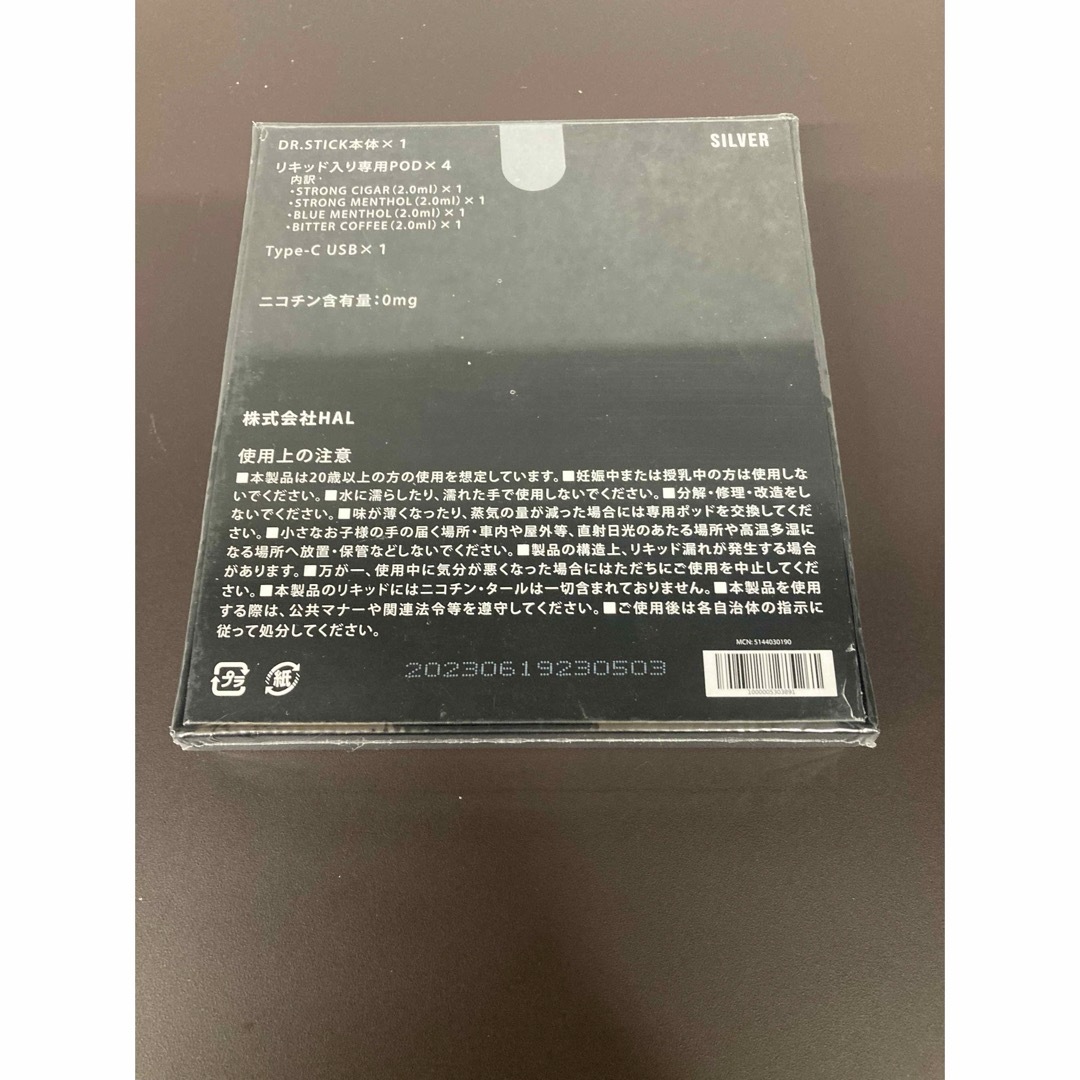 DR.STICK本体×1
SILVER
リキッド入り専用POD×4
内訳・
・STRONG CIGAR(2.0ml)×1
・STRONG MENTHOL(2.0ml)×1
・BLUE MENTHOL(2.0ml)×1
・BITTER COFFEE(2.0ml)×1
Type-C USB×1
ニコチン含有量:0mg
株式会社HAL
使用上の注意
■本製品は20歳以上の方の使用を想定しています。■妊娠中または授乳中の方は使用しな
いでください。■水に濡らしたり、濡れた手で使用しないでください。■分解・修理・改造をし
ないでください。■味が薄くなったり、蒸気の量が減った場合には専用ポッドを交換してくだ
さい。■小さなお子様の手の届く場所・車内や屋外等、直射日光のあたる場所や高温多湿に
なる場所へ放置・保管などしないでください。■製品の構造上、リキッド漏れが発生する場合
があります。■万が一、使用中に気分が悪くなった場合にはただちにご使用を中止してくだ
さい。■本製品のリキッドにはニコチン・タールは一切含まれておりません。■本製品を使用
する際は、公共マナーや関連法令等を遵守してください。■ご使用後は各自治体の指示に
従って処分してください。
MCN: 5144030190
プラ
紙
20230619230503
1000005303891